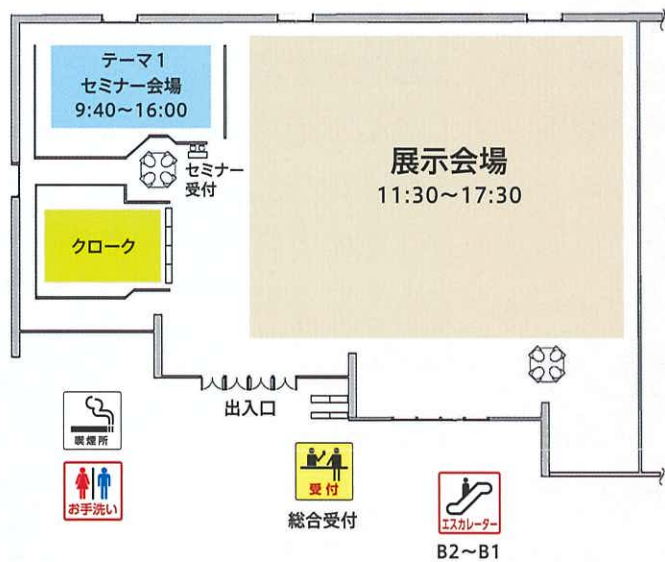 テーマ1
セミナー会場
9:40〜16:00
展示会場
11:30〜17:30
セミナー
受付
クローク
出入口
喫煙所
お手洗い
受付
総合受付
エスカレーター
B2〜B1